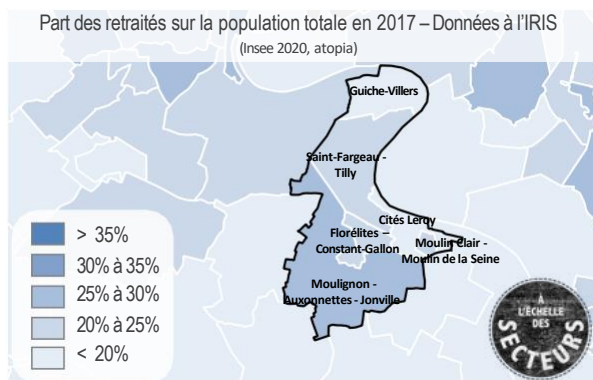 Part des retraités sur la population totale en 2017 – Données à l'IRIS
(Insee 2020, atopia)
Guiche-Villers
Saint-Fargeau -
Tilly
Cités Leroy
Florélites –
Constant-Gallon
Moulin Clair -
Moulin de la Seine
Moulignon -
Auxonnettes - Jonville
> 35%
30% à 35%
25% à 30%
20% à 25%
< 20%
À
L'ÉCHELLE
DES
SECTEURS